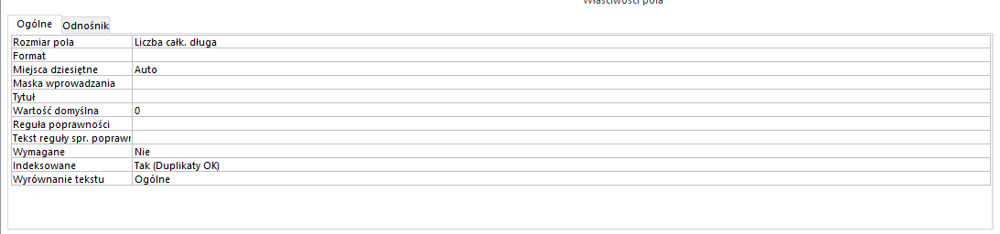 Właściwości pola
Ogólne Odnośnik
Rozmiar pola Liczba całk. długa
Format
Miejsca dziesiętne Auto
Maska wprowadzania
Tytuł
Wartość domyślna 0
Reguła poprawności
Tekst reguły spr. poprawn
Wymagane Nie
Indeksowane Tak (Duplikaty OK)
Wyrównanie tekstu Ogólne